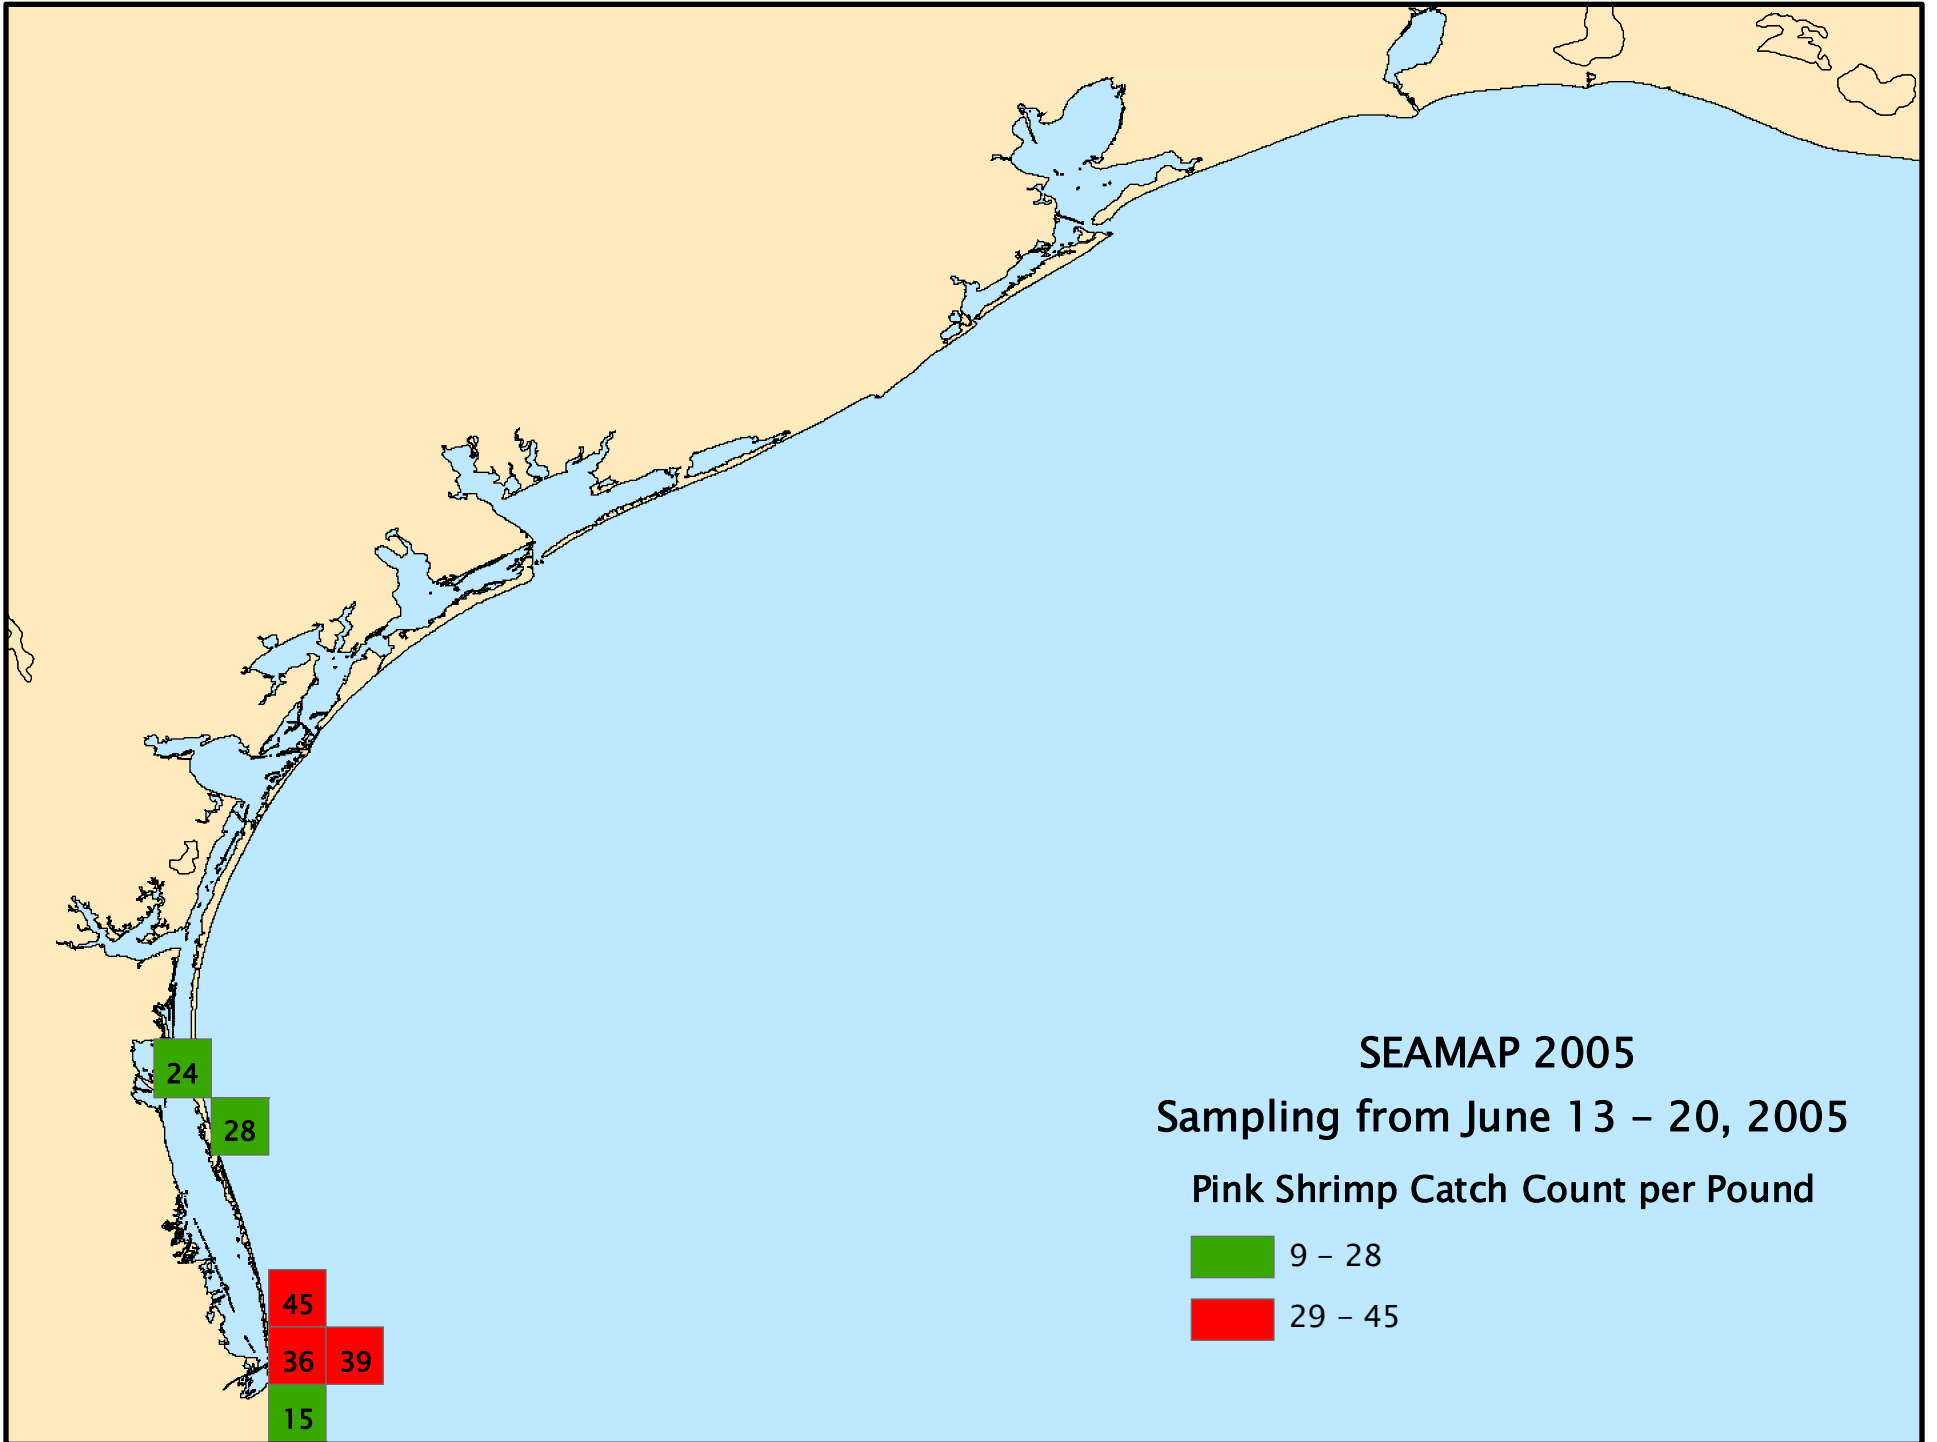 24
28
45
36 39
15
SEAMAP 2005
Sampling from June 13 – 20, 2005
Pink Shrimp Catch Count per Pound
9 – 28
29 – 45